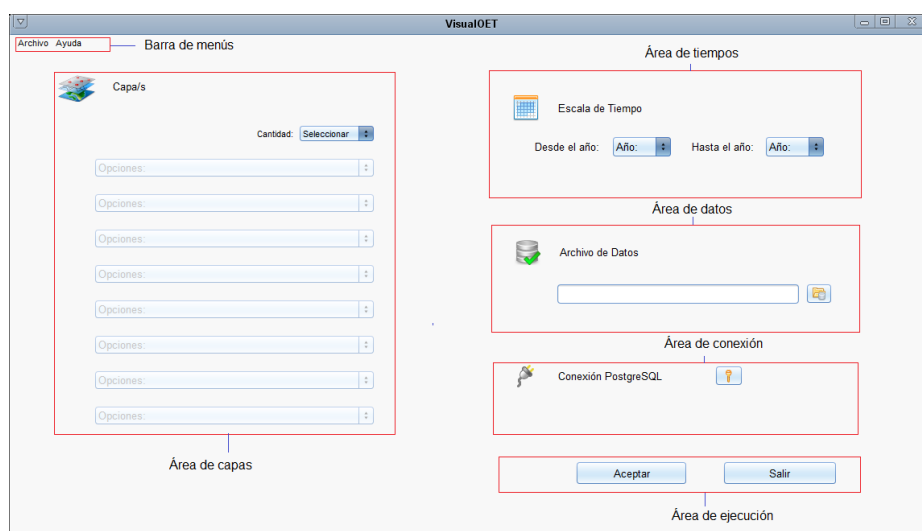 VisualOET
Archivo Ayuda
Barra de menús
Capa/s
Cantidad: Seleccionar
Opciones:
Opciones:
Opciones:
Opciones:
Opciones:
Opciones:
Opciones:
Opciones:
Área de capas
Área de tiempos
Escala de Tiempo
Desde el año: Año: Hasta el año: Año:
Área de datos
Archivo de Datos
Área de conexión
Conexión PostgreSQL
Aceptar Salir
Área de ejecución